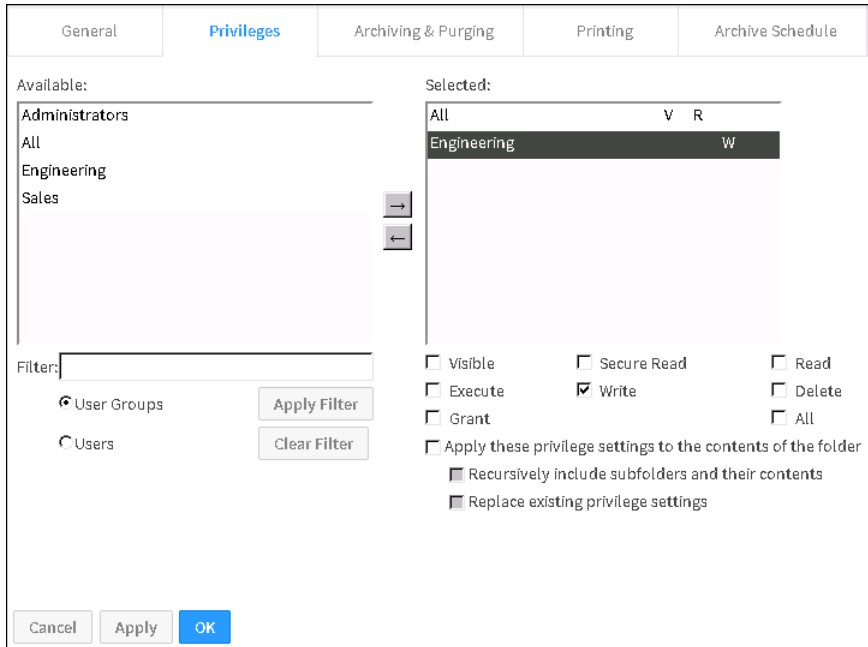 General Privileges Archiving & Purging Printing Archive Schedule
Available:
Administrators
All
Engineering
Sales
Selected:
All V R
Engineering W
→
←
Filter:
User Groups
Apply Filter
Users
Clear Filter
Visible Secure Read Read
Execute Write Delete
Grant All
Apply these privilege settings to the contents of the folder
Recursively include subfolders and their contents
Replace existing privilege settings
Cancel Apply OK